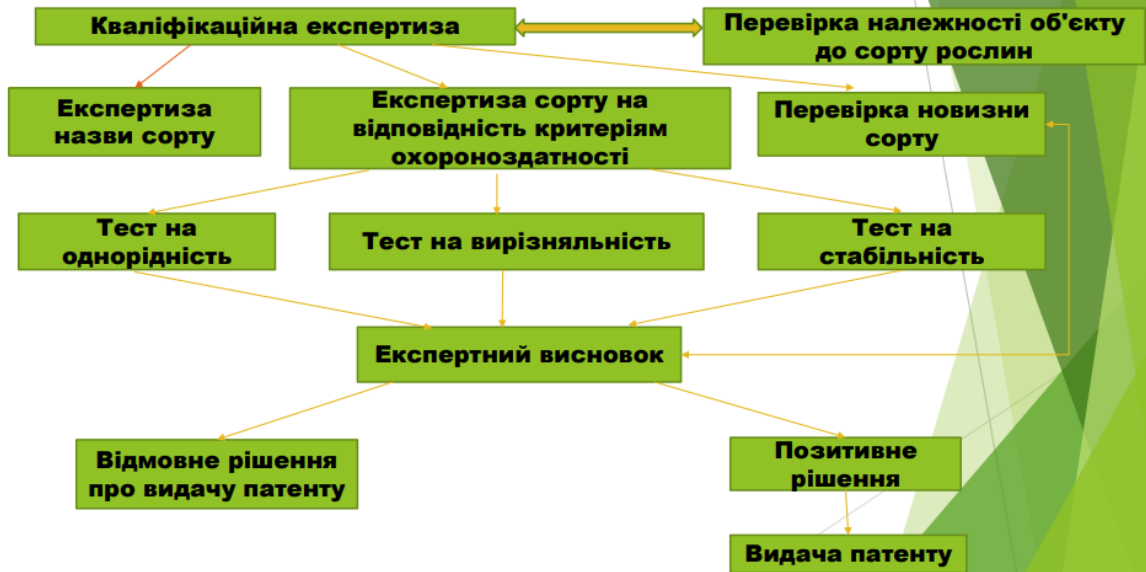 Кваліфікаційна експертиза
Перевірка належності об'єкту
до сорту рослин
Експертиза
назви сорту
Експертиза сорту на
відповідність критеріям
охороноздатності
Перевірка новизни
сорту
Тест на
однорідність
Тест на вирізняльність
Тест на
стабільність
Експертний висновок
Відмовне рішення
про видачу патенту
Позитивне
рішення
Видача патенту